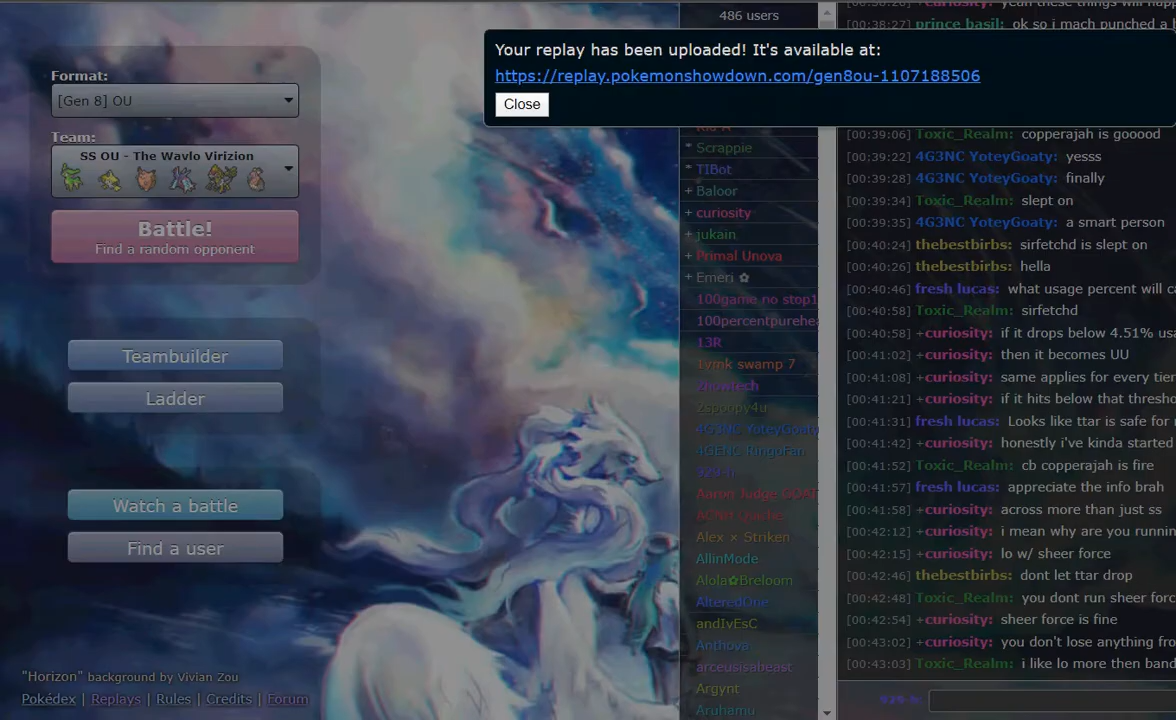 Format:
[Gen 8] OU
Team:
SS OU - The Wavlo Virizion
Battle!
Find a random opponent
Teambuilder
Ladder
Watch a battle
Find a user
"Horizon" background by Vivian Zou
Pokédex | Replays | Rules | Credits | Forum
486 users
Your replay has been uploaded! It's available at:
https://replay.pokemonshowdown.com/gen8ou-1107188506
Close
* Scrappie
* TIBot
+ Baloor
+ curiosity
+ jukain
+ Primal Unova
+ Emeri ✿
100game no stop1
100percentpurehea
13R
1vmk swamp 7
2howtech
2spoopy4u
4G3NC YoteyGoaty
4GENC RingoFan
929-h
Aaron Judge GOAT
Alex × Striken
AllinMode
Alola✿Breloom
AlteredOne
andIvEsC
Anthova
arceusisabeast
Argynt
Aruhamu
[00:38:27] prince basil: ok so i mach punched a b
[00:39:06] Toxic_Realm: copperajah is gooood
[00:39:22] 4G3NC YoteyGoaty: yesss
[00:39:28] 4G3NC YoteyGoaty: finally
[00:39:34] Toxic_Realm: slept on
[00:39:35] 4G3NC YoteyGoaty: a smart person
[00:40:24] thebestbirbs: sirfetchd is slept on
[00:40:26] thebestbirbs: hella
[00:40:46] fresh lucas: what usage percent will ca
[00:40:58] Toxic_Realm: sirfetchd
[00:40:58] +curiosity: if it drops below 4.51% usa
[00:41:02] +curiosity: then it becomes UU
[00:41:08] +curiosity: same applies for every tier
[00:41:21] +curiosity: if it hits below that thresho
[00:41:31] fresh lucas: Looks like ttar is safe for
[00:41:42] +curiosity: honestly i've kinda started
[00:41:52] Toxic_Realm: cb copperajah is fire
[00:41:57] fresh lucas: appreciate the info brah
[00:41:58] +curiosity: across more than just ss
[00:42:12] +curiosity: i mean why are you runnin
[00:42:15] +curiosity: lo w/ sheer force
[00:42:46] thebestbirbs: dont let ttar drop
[00:42:48] Toxic_Realm: you dont run sheer forc
[00:42:54] +curiosity: sheer force is fine
[00:43:02] +curiosity: you don't lose anything fro
[00:43:03] Toxic_Realm: i like lo more then band
929-h: